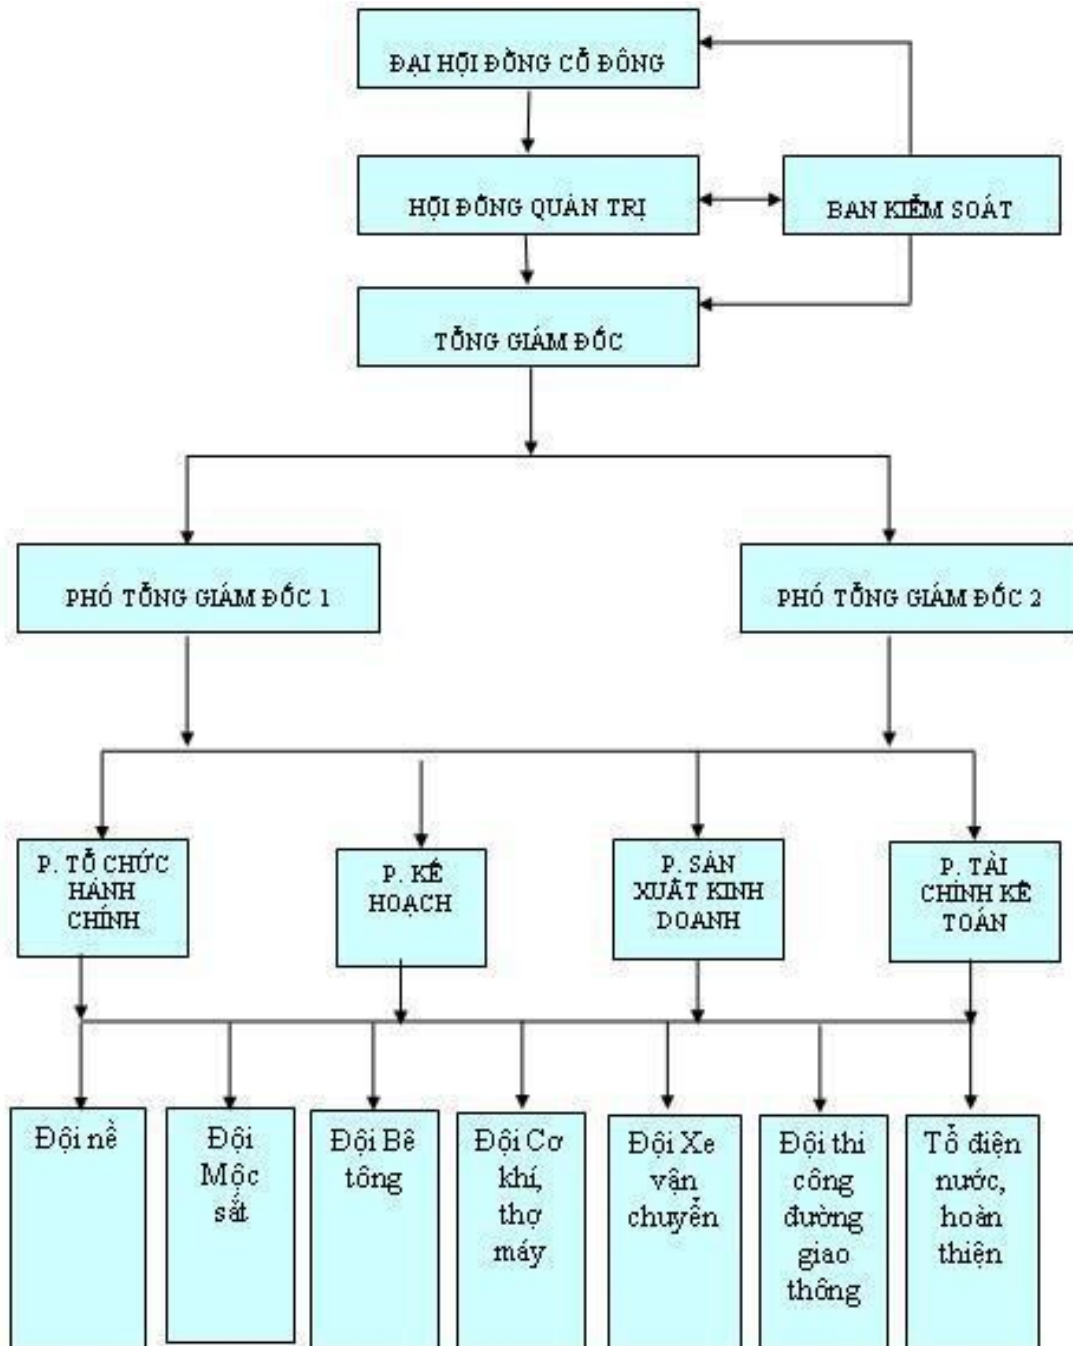 ĐẠI HỘI ĐỒNG CỔ ĐÔNG
HỘI ĐỒNG QUẢN TRỊ
BAN KIỂM SOÁT
TỔNG GIÁM ĐỐC
PHÓ TỔNG GIÁM ĐỐC 1
PHÓ TỔNG GIÁM ĐỐC 2
P. TỔ CHỨC
HÀNH
CHÍNH
P. KẾ
HOẠCH
P. SẢN
XUẤT KINH
DOANH
P. TÀI
CHÍNH KẾ
TOÁN
Đội nề
Đội
Mộc
sắt
Đội Bê
tông
Đội Cơ
khí,
thợ
máy
Đội Xe
vận
chuyển
Đội thi
công
đường
giao
thông
Tổ điện
nước,
hoàn
thiện